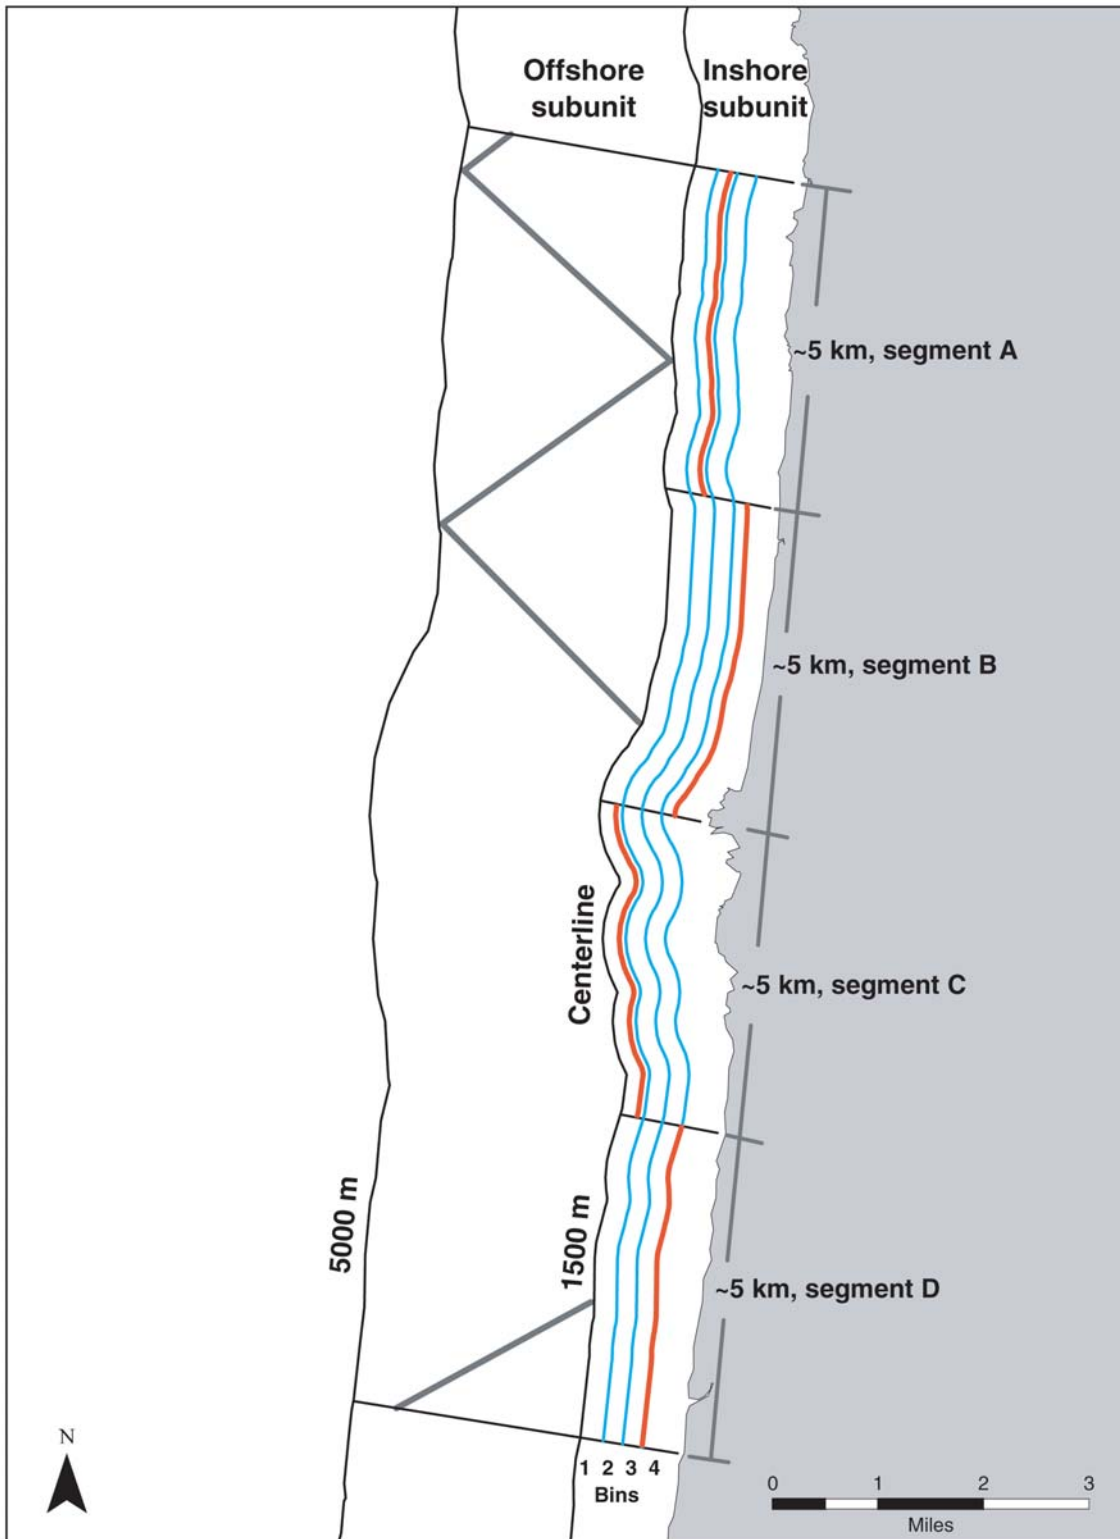 Offshore
subunit
Inshore
subunit
~5 km, segment A
~5 km, segment B
Centerline
~5 km, segment C
5000 m
1500 m
~5 km, segment D
1 2 3 4
Bins
N
0 1 2 3
Miles